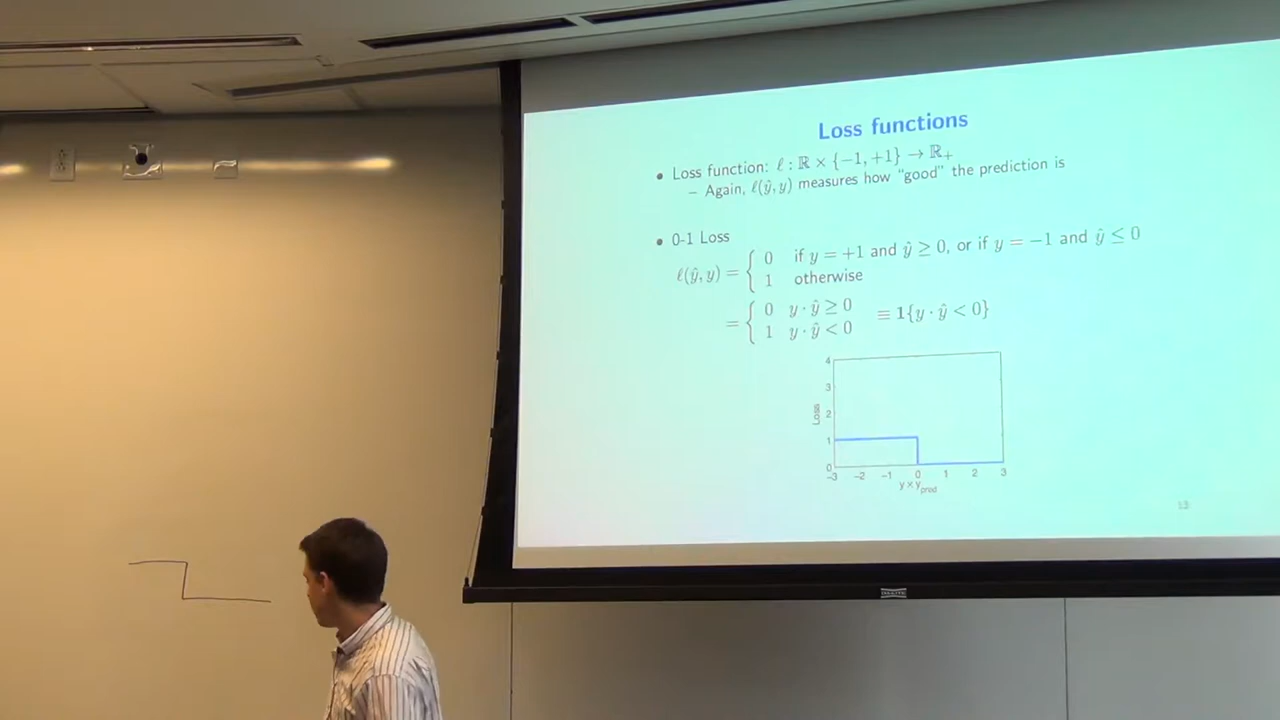 Loss functions
• Loss function: ℓ : ℝ × {−1, +1} → ℝ₊
– Again, ℓ(ŷ, y) measures how “good” the prediction is
• 0-1 Loss
ℓ(ŷ, y) = { 0 if y = +1 and ŷ ≥ 0, or if y = −1 and ŷ ≤ 0
1 otherwise
= { 0 y · ŷ ≥ 0
1 y · ŷ < 0 ≡ 1{y · ŷ < 0}
4
3
Loss
2
1
0
−3 −2 −1 0 1 2 3
y × y_pred
13